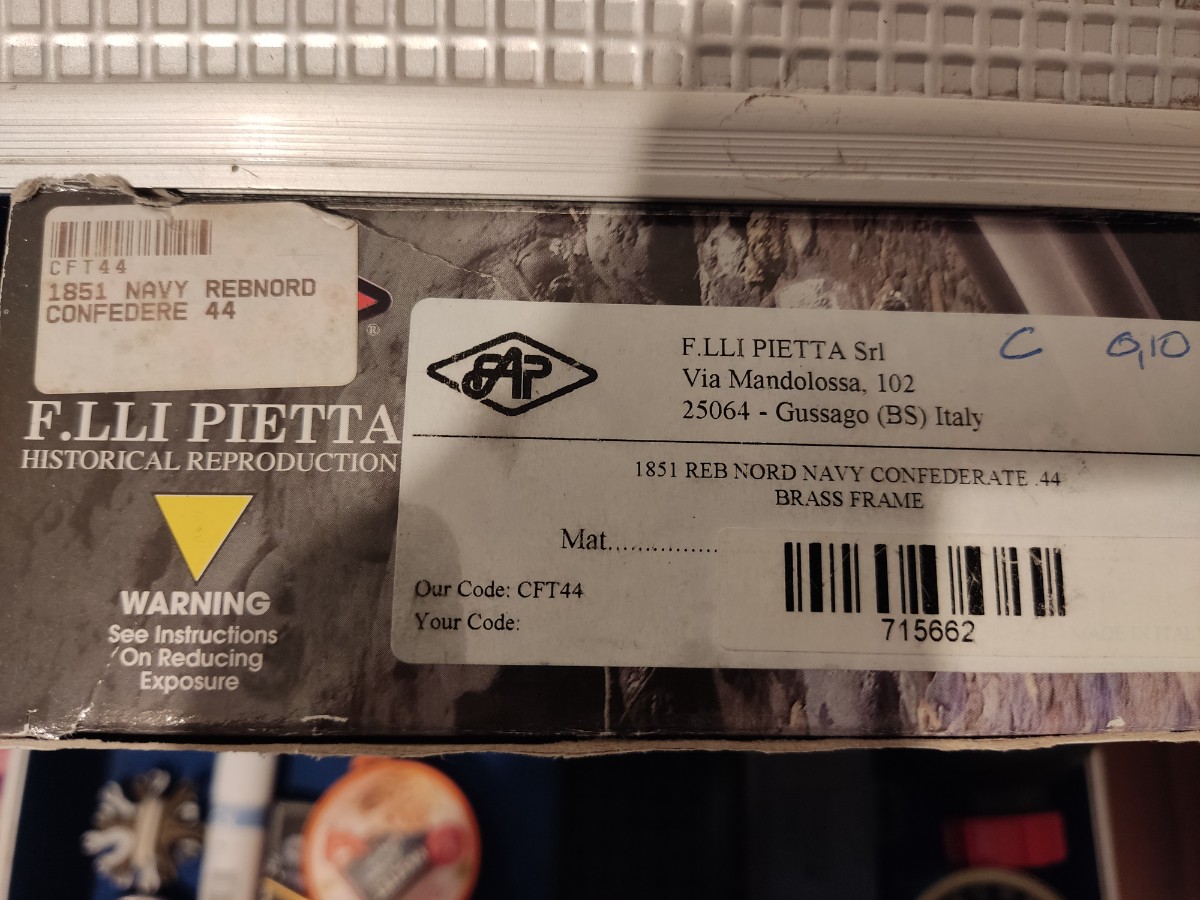 CFT44
1851 NAVY REBNORD
CONFEDERE 44
®
F.LLI PIETTA
HISTORICAL REPRODUCTION
WARNING
See Instructions
On Reducing
Exposure
FAP
F.LLI PIETTA Srl
Via Mandolossa, 102
25064 - Gussago (BS) Italy
C 0,10
1851 REB NORD NAVY CONFEDERATE .44
BRASS FRAME
Mat...............
Our Code: CFT44
Your Code:
715662